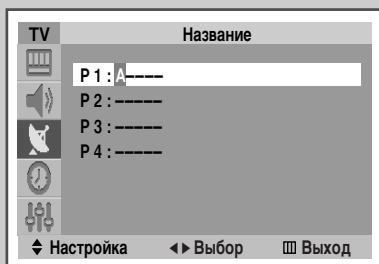 TV Название
P 1 : A----
P 2 : -----
P 3 : -----
P 4 : -----
Настройка Выбор Выход